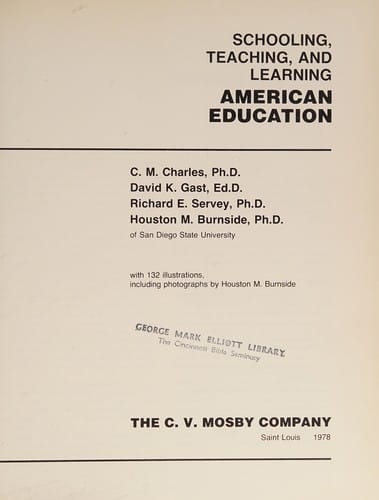 SCHOOLING,
TEACHING, AND
LEARNING
AMERICAN
EDUCATION
C. M. Charles, Ph.D.
David K. Gast, Ed.D.
Richard E. Servey, Ph.D.
Houston M. Burnside, Ph.D.
of San Diego State University
with 132 illustrations,
including photographs by Houston M. Burnside
GEORGE MARK ELLIOTT LIBRARY
The Cincinnati Bible Seminary
THE C. V. MOSBY COMPANY
Saint Louis 1978